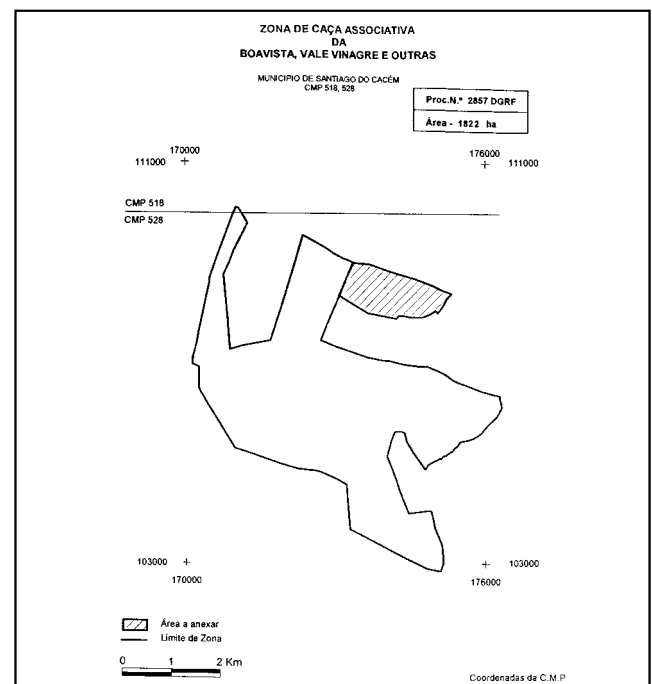 ZONA DE CAÇA ASSOCIATIVA
DA
BOAVISTA, VALE VINAGRE E OUTRAS
MUNICIPIO DE SANTIAGO DO CACÉM
CMP 518, 528
Proc.N.º 2857 DGRF
Área - 1822 ha
170000
111000
176000
111000
CMP 518
CMP 528
103000
170000
103000
176000
Área a anexar
Limite de Zona
0 1 2 Km
Coordenadas da C.M.P